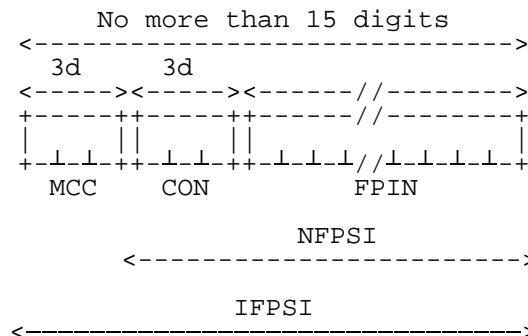 No more than 15 digits
3d 3d
MCC CON FPIN
NFPSI
IFPSI